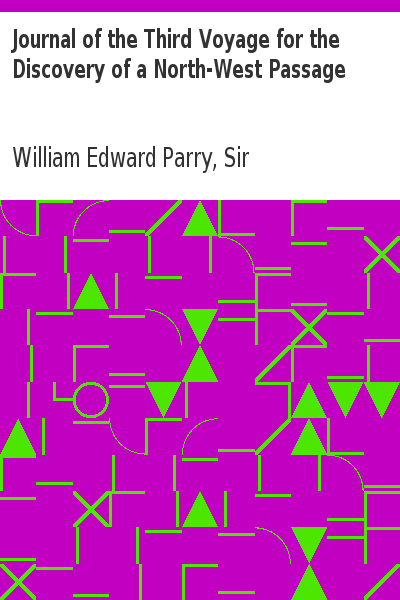 Journal of the Third Voyage for the
Discovery of a North-West Passage
William Edward Parry, Sir